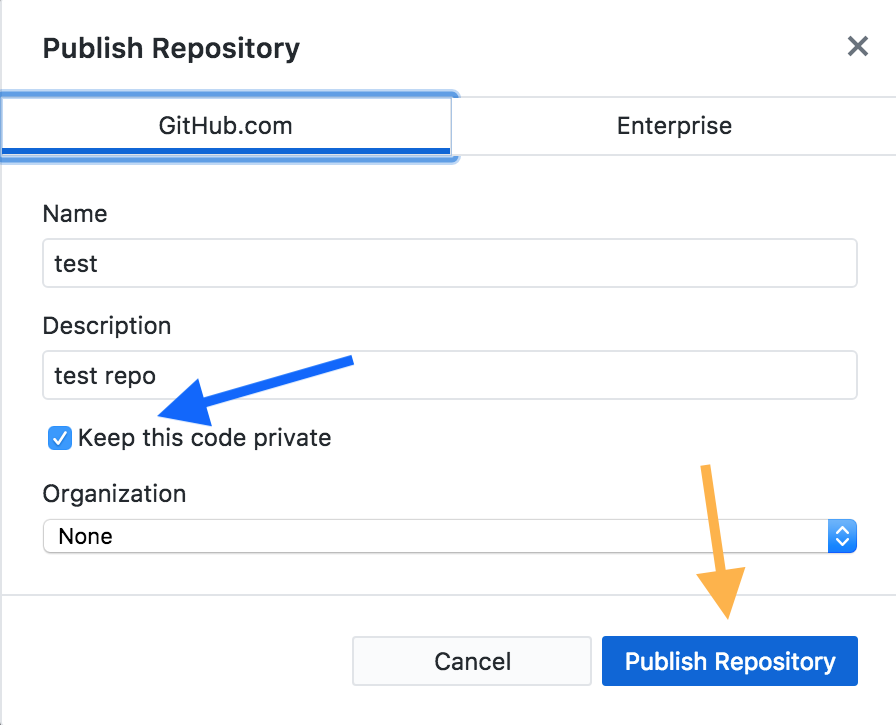 Publish Repository
GitHub.com
Enterprise
Name
test
Description
test repo
Keep this code private
Organization
None
Cancel
Publish Repository